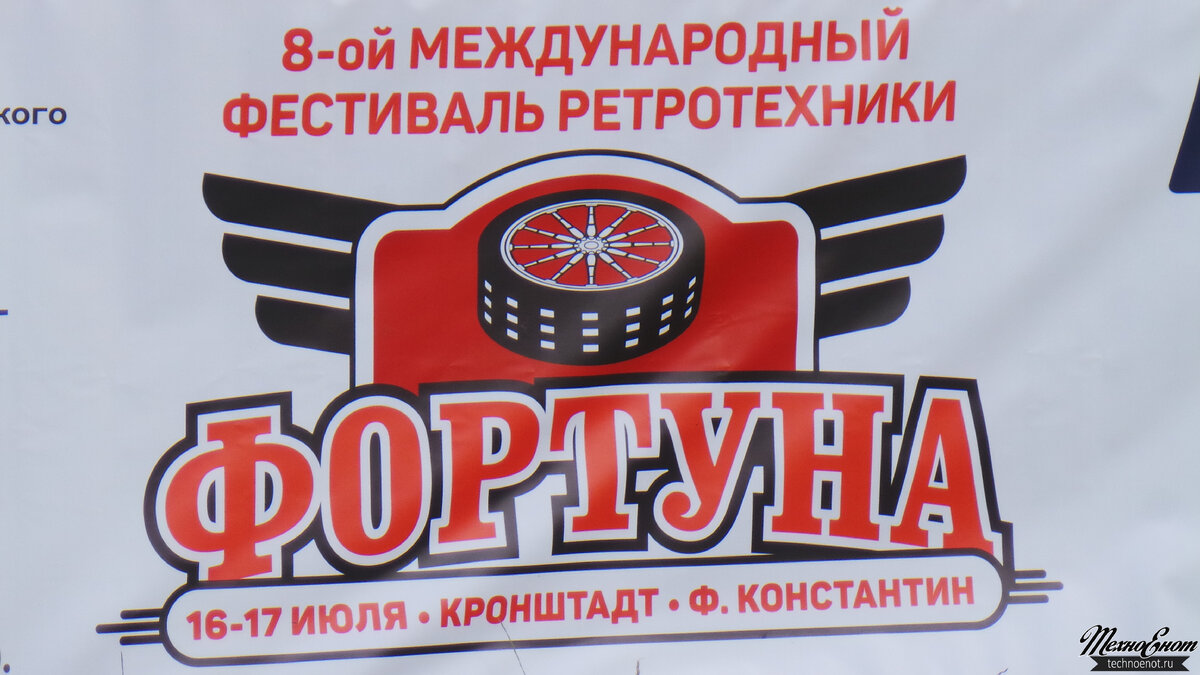 8-ой МЕЖДУНАРОДНЫЙ
ФЕСТИВАЛЬ РЕТРОТЕХНИКИ
кого
ФОРТУНА
16-17 ИЮЛЯ • КРОНШТАДТ • Ф. КОНСТАНТИН
ТехноЕнот
technoenot.ru